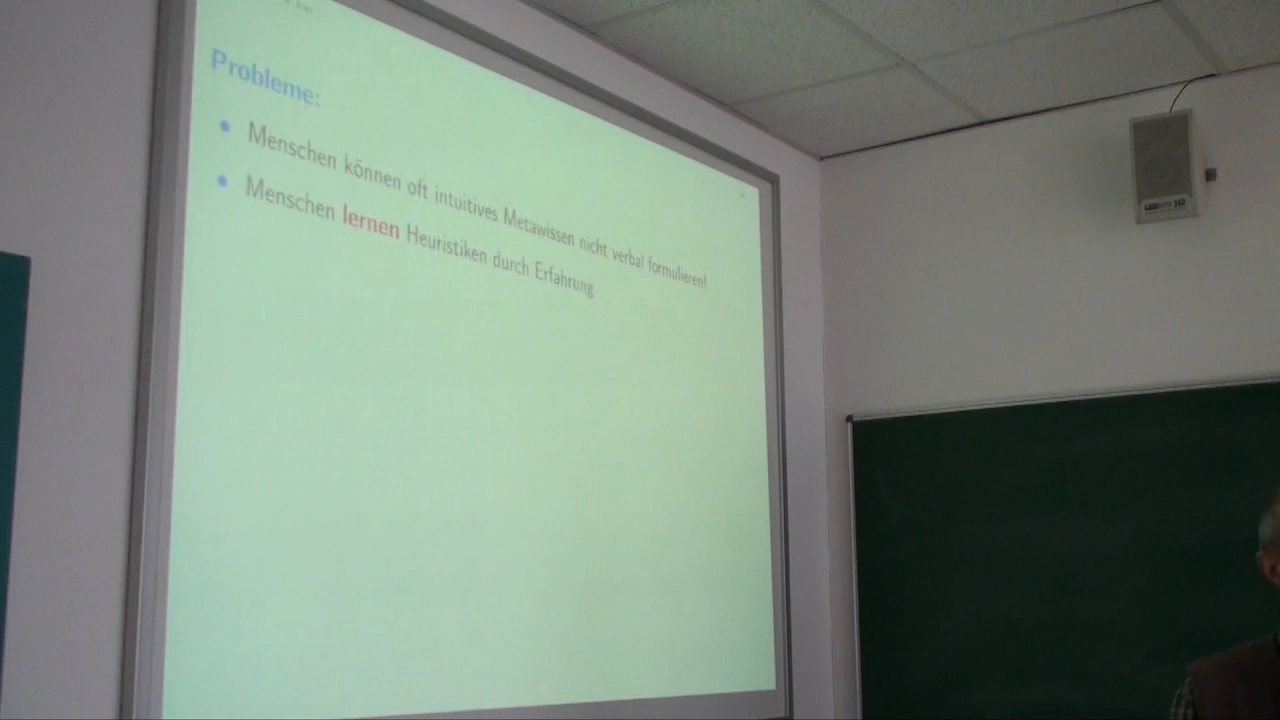 Probleme:
Menschen können oft intuitives Metawissen nicht verbal formulieren!
Menschen lernen Heuristiken durch Erfahrung